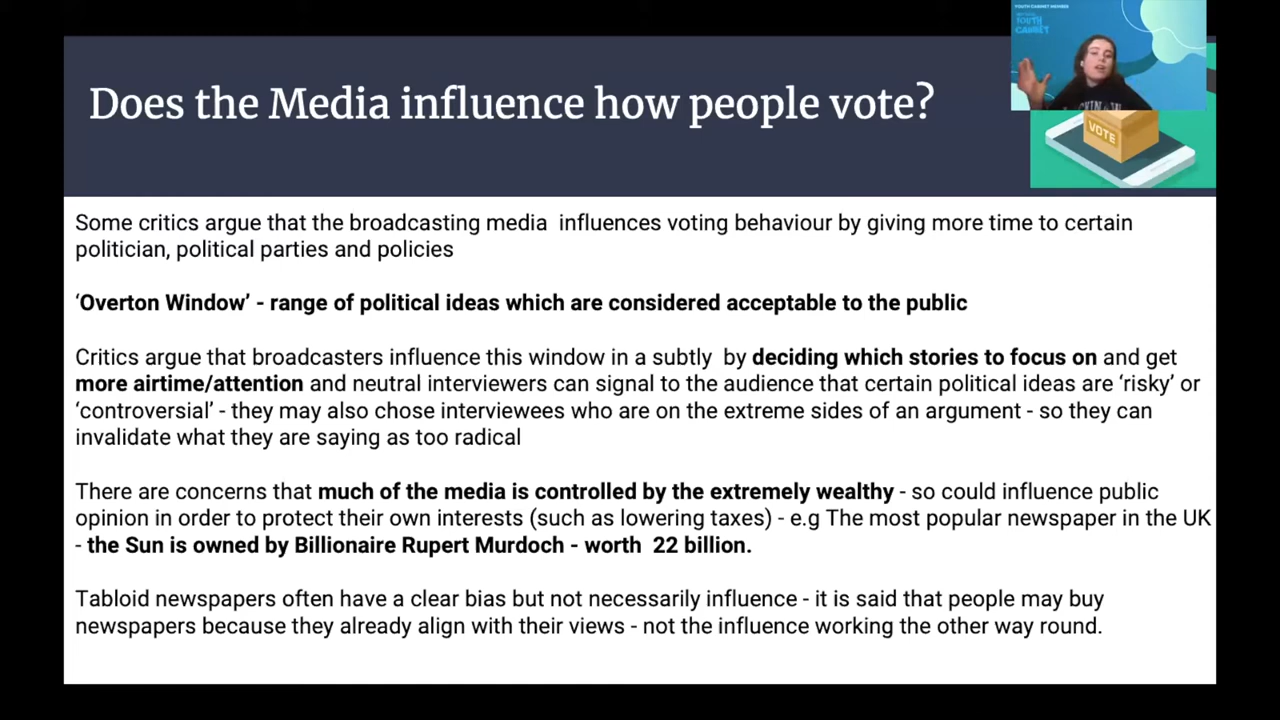 YOUTH CABINET MEMBER
YOUTH
CABINET
Does the Media influence how people vote?
VOTE
Some critics argue that the broadcasting media  influences voting behaviour by giving more time to certain
politician, political parties and policies
‘Overton Window’ - range of political ideas which are considered acceptable to the public
Critics argue that broadcasters influence this window in a subtly  by deciding which stories to focus on and get
more airtime/attention and neutral interviewers can signal to the audience that certain political ideas are ‘risky’ or
‘controversial’ - they may also chose interviewees who are on the extreme sides of an argument - so they can
invalidate what they are saying as too radical
There are concerns that much of the media is controlled by the extremely wealthy - so could influence public
opinion in order to protect their own interests (such as lowering taxes) - e.g The most popular newspaper in the UK
- the Sun is owned by Billionaire Rupert Murdoch - worth  22 billion.
Tabloid newspapers often have a clear bias but not necessarily influence - it is said that people may buy
newspapers because they already align with their views - not the influence working the other way round.